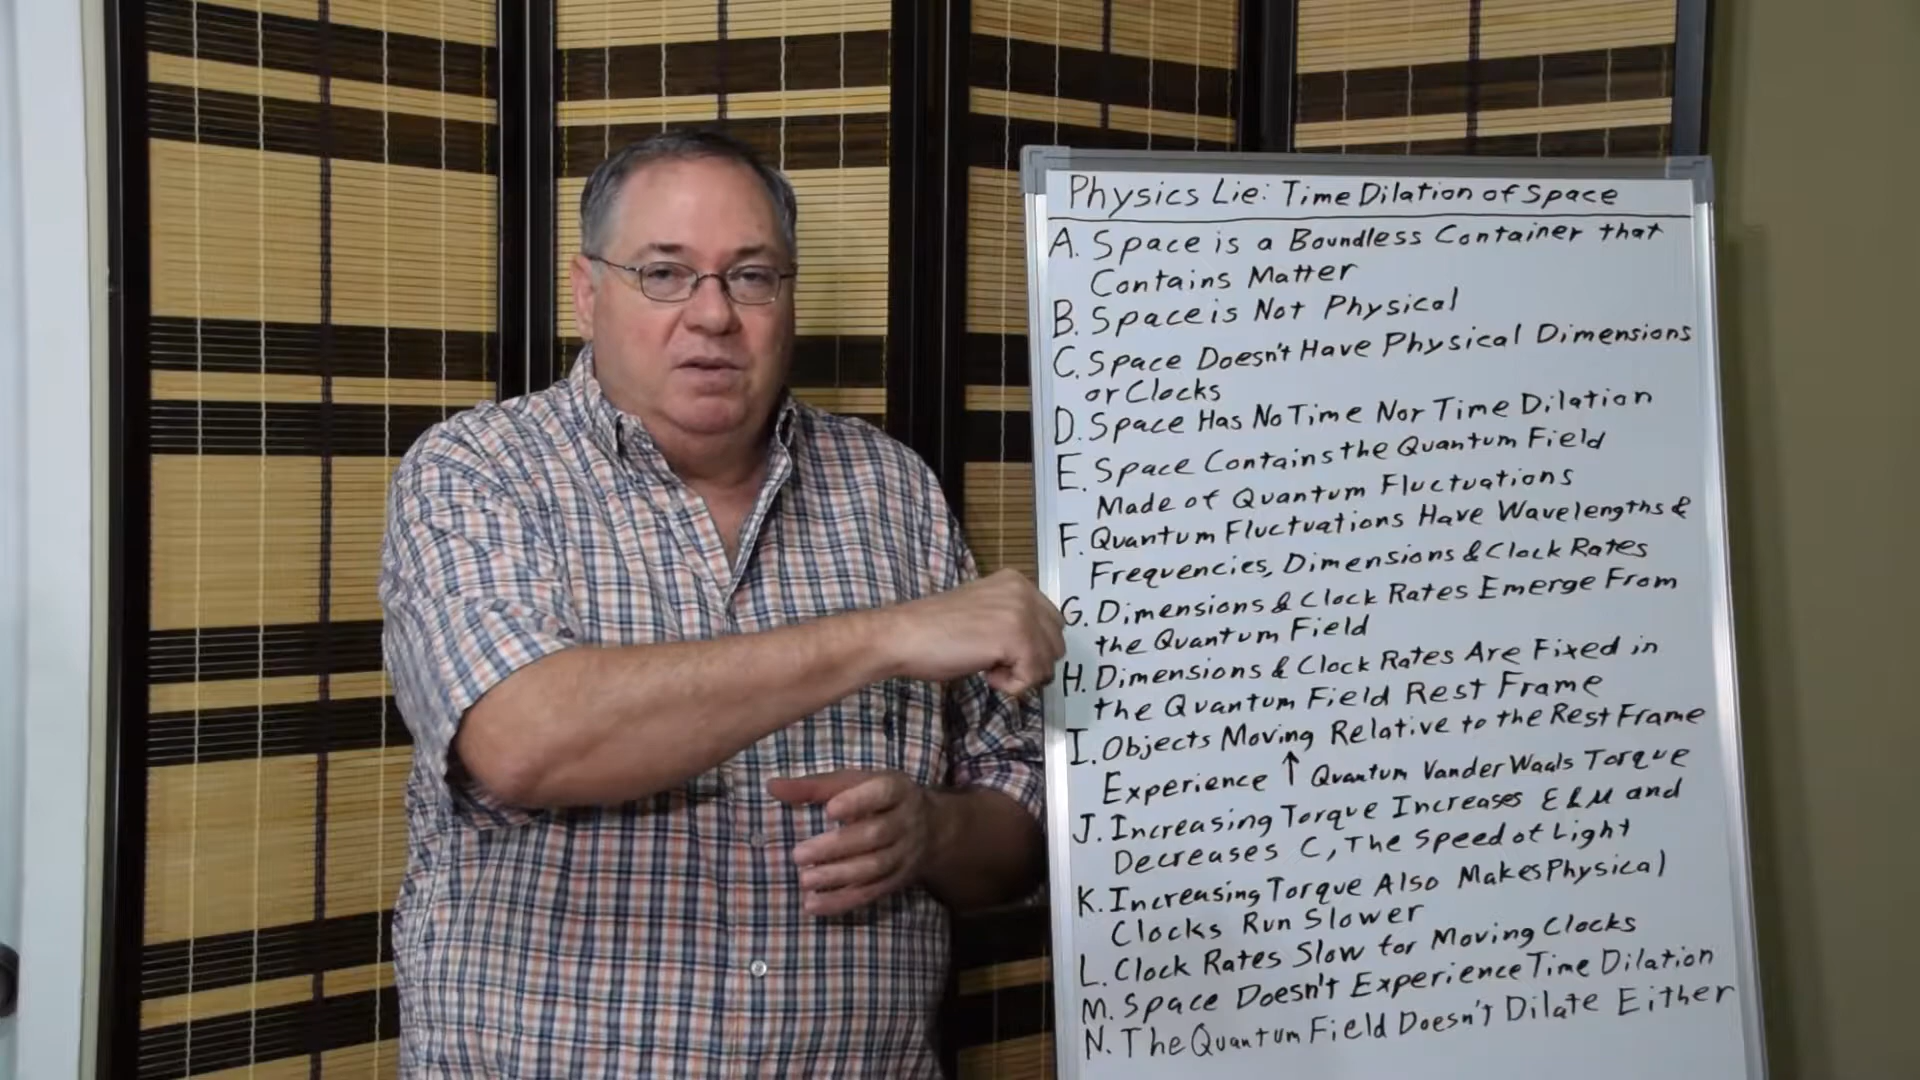 Physics Lie: Time Dilation of Space
A. Space is a Boundless Container that
Contains Matter
B. Space is Not Physical
C. Space Doesn't Have Physical Dimensions
or Clocks
D. Space Has No Time Nor Time Dilation
E. Space Contains the Quantum Field
Made of Quantum Fluctuations
F. Quantum Fluctuations Have Wavelengths &
Frequencies, Dimensions & Clock Rates
G. Dimensions & Clock Rates Emerge From
the Quantum Field
H. Dimensions & Clock Rates Are Fixed in
the Quantum Field Rest Frame
I. Objects Moving Relative to the Rest Frame
Experience ↑ Quantum Vander Waals Torque
J. Increasing Torque Increases E & M and
Decreases C, The Speed of Light
K. Increasing Torque Also Makes Physical
Clocks Run Slower
L. Clock Rates Slow for Moving Clocks
M. Space Doesn't Experience Time Dilation
N. The Quantum Field Doesn't Dilate Either